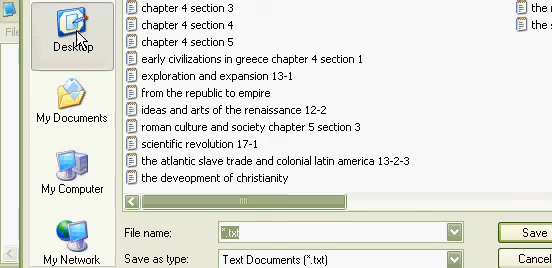 File
Desktop
My Documents
My Computer
My Network
chapter 4 section 3
chapter 4 section 4
chapter 4 section 5
early civilizations in greece chapter 4 section 1
exploration and expansion 13-1
from the republic to empire
ideas and arts of the renaissance 12-2
roman culture and society chapter 5 section 3
scientific revolution 17-1
the atlantic slave trade and colonial latin america 13-2-3
the deveopment of christianity
the
the s
File name:
*.txt
Save
Save as type:
Text Documents (*.txt)
Cancel